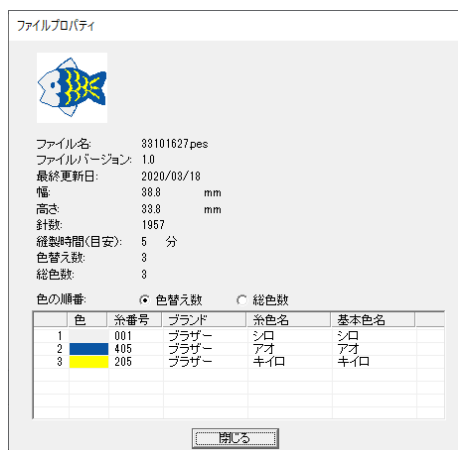 ファイルプロパティ
ファイル名: 33101627.pes
ファイルバージョン: 1.0
最終更新日: 2020/03/18
幅: 38.8 mm
高さ: 33.8 mm
針数: 1957
縫製時間(目安): 5 分
色替え数: 3
総色数: 3
色の順番: 色替え数 総色数
色 糸番号 ブランド 糸色名 基本色名
1 001 ブラザー シロ シロ
2 405 ブラザー アオ アオ
3 205 ブラザー キイロ キイロ
閉じる